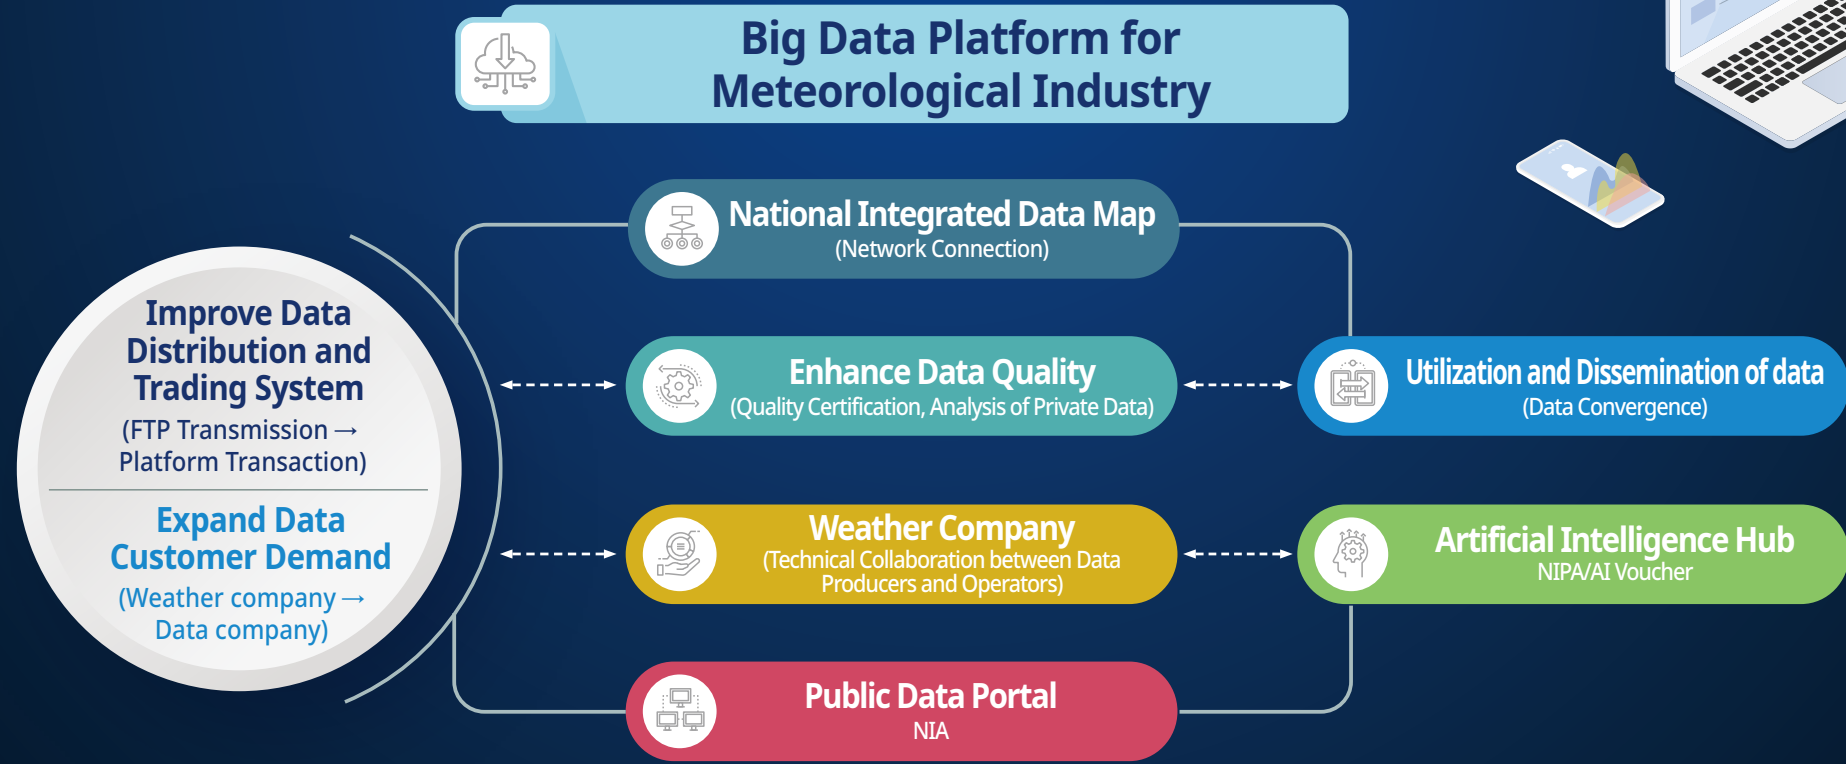 Big Data Platform for
Meteorological Industry
National Integrated Data Map
(Network Connection)
Improve Data
Distribution and
Trading System
(FTP Transmission →
Platform Transaction)
Expand Data
Customer Demand
(Weather company →
Data company)
Enhance Data Quality
(Quality Certification, Analysis of Private Data)
Utilization and Dissemination of data
(Data Convergence)
Weather Company
(Technical Collaboration between Data
Producers and Operators)
Artificial Intelligence Hub
NIPA/AI Voucher
Public Data Portal
NIA